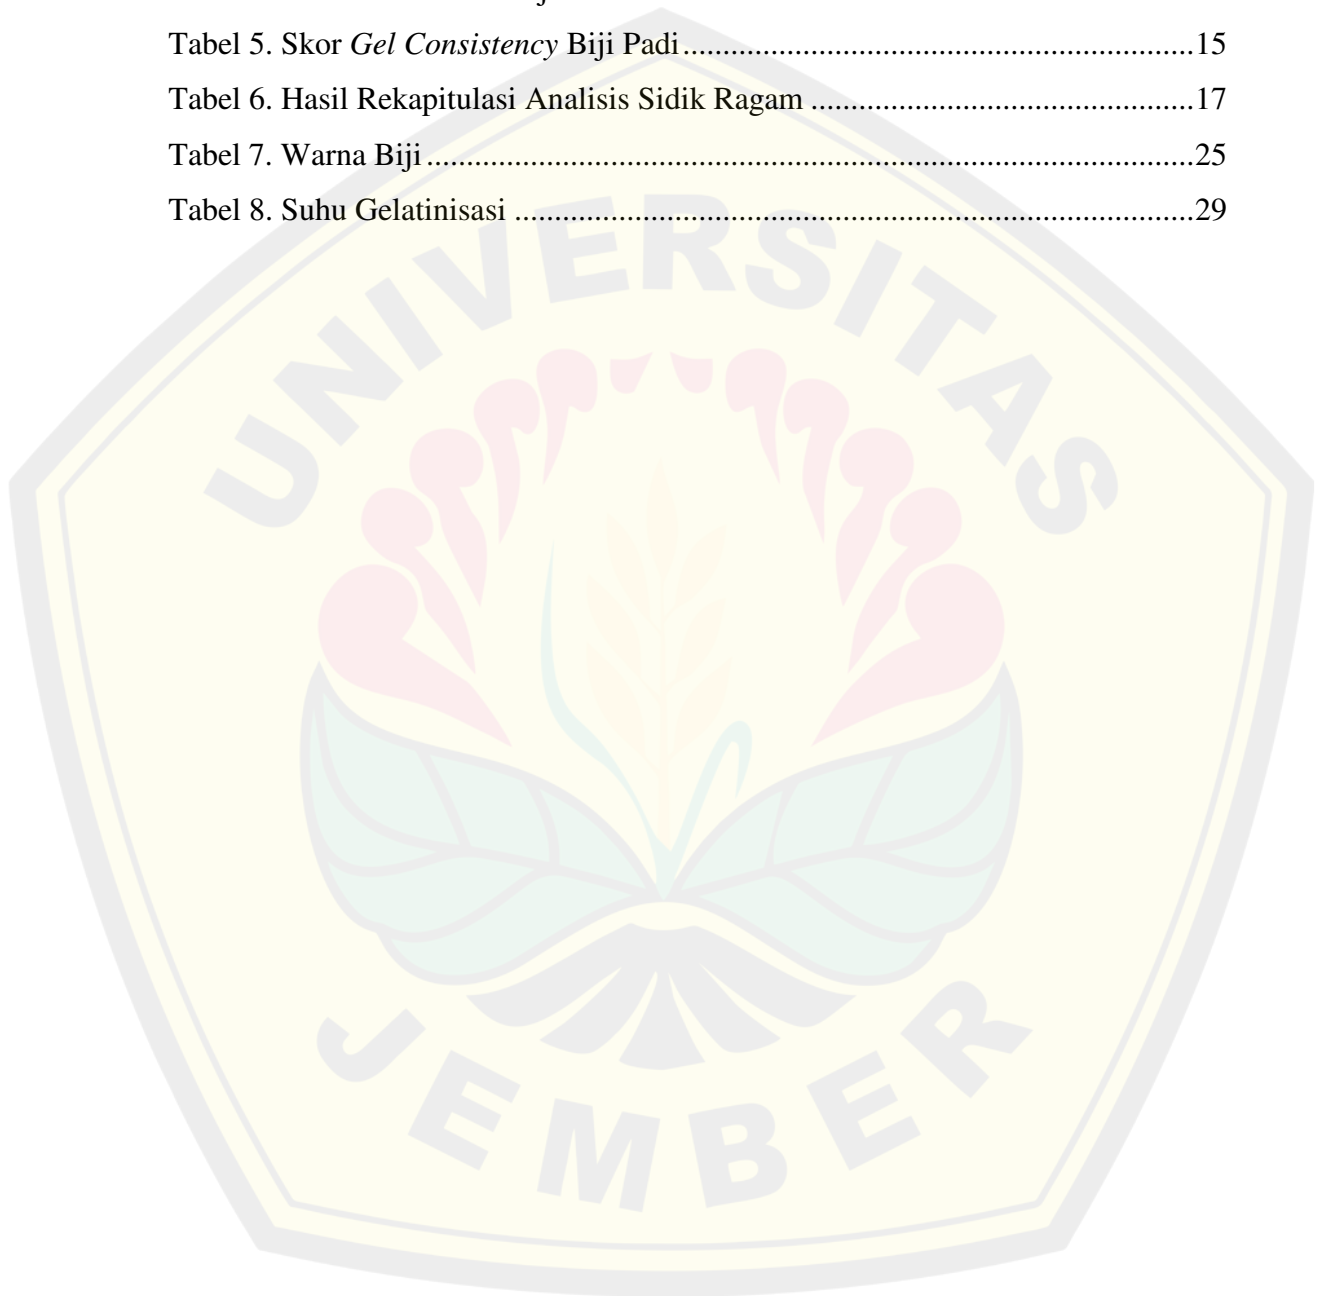 Tabel 5. Skor Gel Consistency Biji Padi..................................................................15
Tabel 6. Hasil Rekapitulasi Analisis Sidik Ragam .................................................17
Tabel 7. Warna Biji...................................................................................................25
Tabel 8. Suhu Gelatinisasi .......................................................................................29
UNIVERSITAS
JEMBER